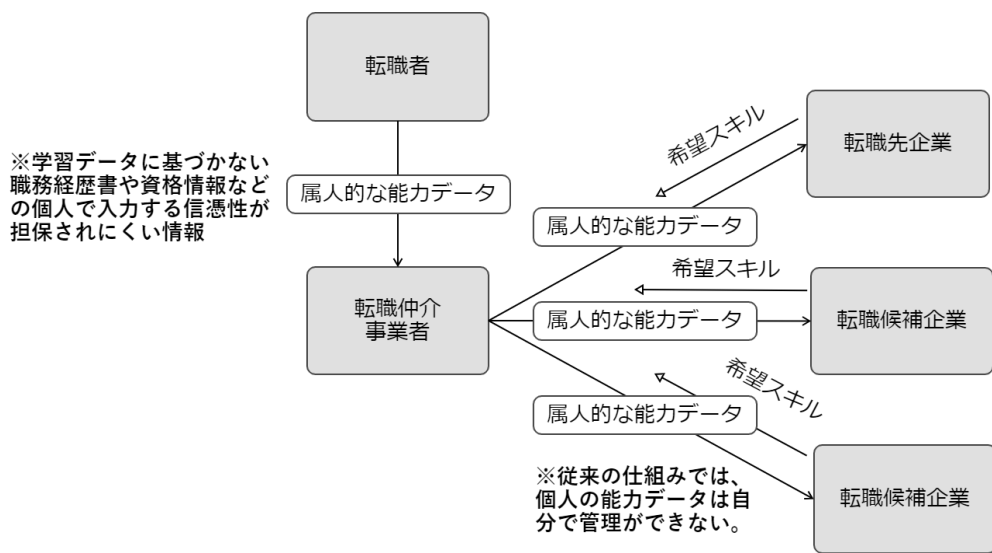 転職者
※学習データに基づかない
職務経歴書や資格情報など
の個人で入力する信憑性が
担保されにくい情報
属人的な能力データ
転職仲介
事業者
希望スキル
転職先企業
属人的な能力データ
希望スキル
属人的な能力データ
転職候補企業
希望スキル
属人的な能力データ
転職候補企業
※従来の仕組みでは、
個人の能力データは自
分で管理ができない。